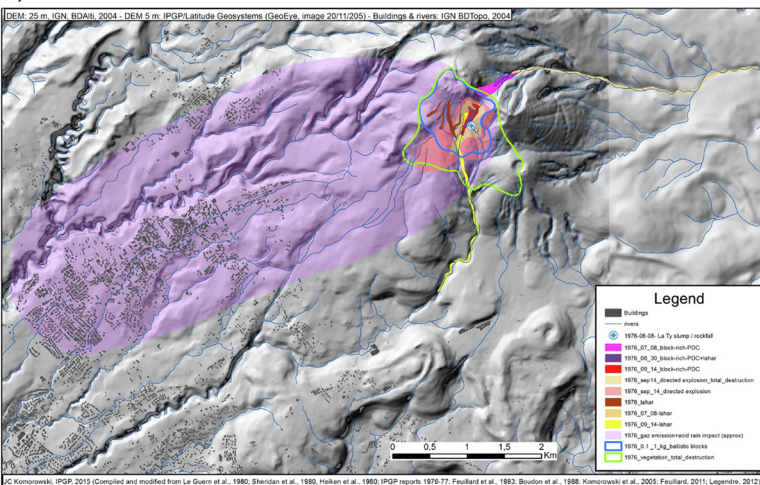 DEM: 25 m, IGN, BDAlti, 2004 - DEM 5 m: IPGP/Latitude Geosystems (GeoEye, image 20/11/205) - Buildings & rivers: IGN BDTopo, 2004
Legend
Buildings
rivers
1976-08-08- La Ty slump / rockfall
1976_07_08_block-rich-PDC
1976_08_30_block-rich-PDC+lahar
1976_09_14_block-rich-PDC
1976_sep14_directed explosion_total_destruction
1976_sep_14_directed explosion
1976_lahar
1976_07_08-lahar
1976_09_14-lahar
1976_gaz emission+acid rain impact (approx)
1976_0.1_1_kg_ballistic blocks
1976_vegetation_total_destruction
0 0,5 1 1,5 2
Km
JC Komorowski, IPGP, 2015 (Compiled and modified from Le Guern et al., 1980; Sheridan et al., 1980, Heiken et al., 1980; IPGP reports 1976-77; Feuillard et al., 1983; Boudon et al., 1988; Komorowski et al., 2005; Feuillard, 2011; Legendre, 2012)